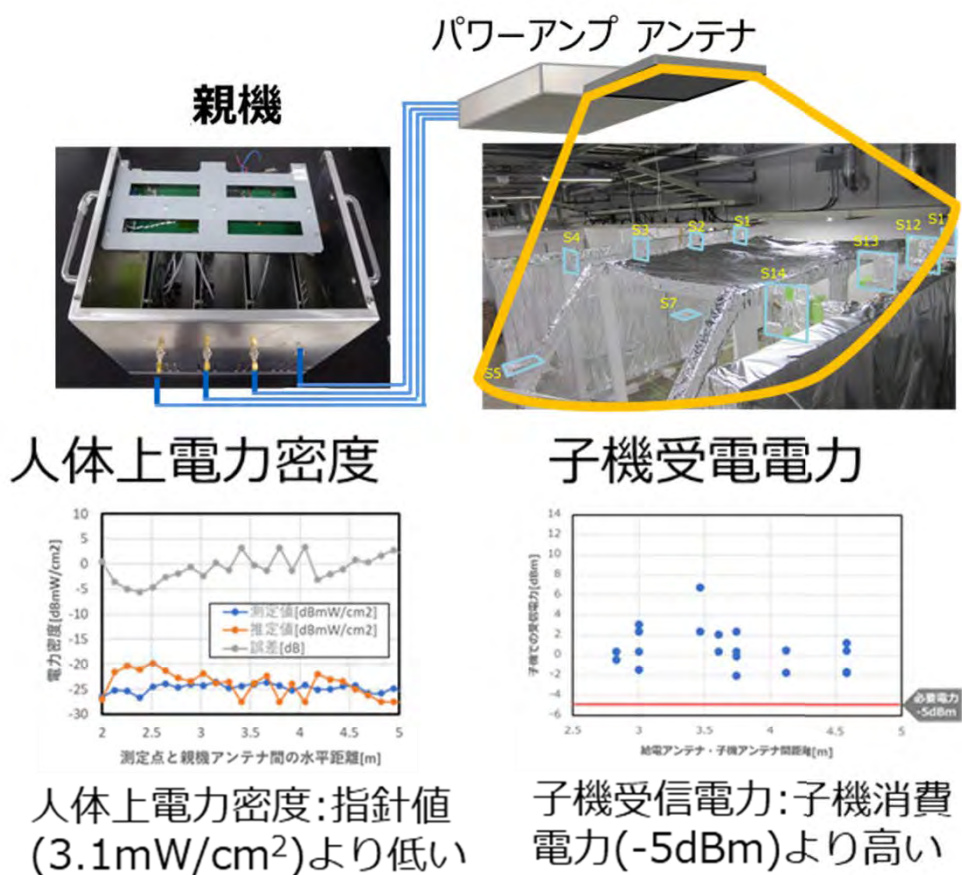 パワーアンプ アンテナ
親機
S4
S3
S2
S1
S12
S13
S14
S7
S5
人体上電力密度
子機受電電力
電力密度[dBmW/cm2]
10
5
0
-5
-10
-15
-20
-25
-30
測定値[dBmW/cm2]
推定値[dBmW/cm2]
誤差[dB]
2 2.5 3 3.5 4 4.5 5
測定点と親機アンテナ間の水平距離[m]
子機での受信電力[dBm]
14
12
10
8
6
4
2
0
-2
-4
-6
必要電力
-5dBm
2.5 3 3.5 4 4.5 5
給電アンテナ・子機アンテナ間距離[m]
人体上電力密度:指針値
(3.1mW/cm²)より低い
子機受信電力:子機消費
電力(-5dBm)より高い